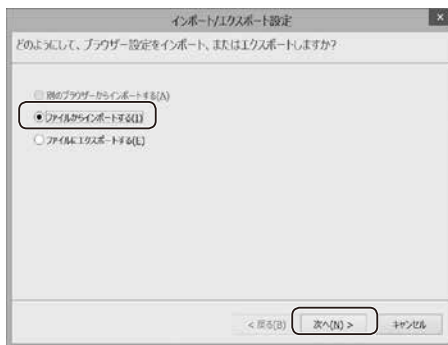 インポート/エクスポート設定
x
どのようにして、ブラウザー設定をインポート、またはエクスポートしますか?
別のブラウザーからインポートする(A)
ファイルからインポートする(I)
ファイルにエクスポートする(E)
< 戻る(B)
次へ(N) >
キャンセル